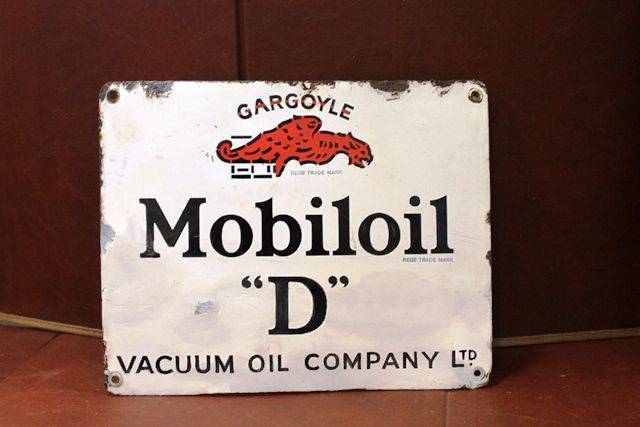 GARGOYLE
REGD TRADE MARK
Mobiloil
REGD TRADE MARK
“D”
VACUUM OIL COMPANY LTD.